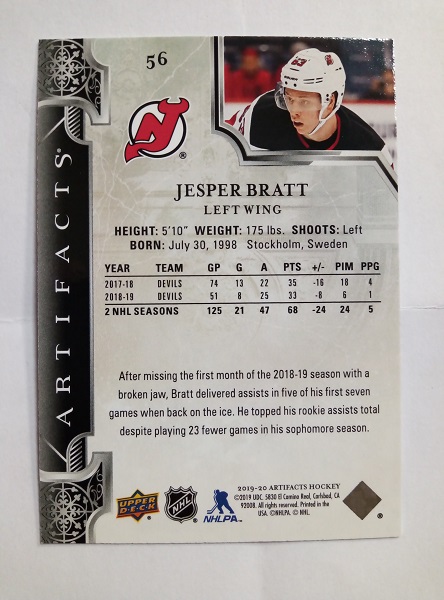 56
63
ARTIFACTS®
®
JESPER BRATT
LEFT WING
HEIGHT: 5'10" WEIGHT: 175 lbs. SHOOTS: Left
BORN: July 30, 1998 Stockholm, Sweden
YEAR TEAM GP G A PTS +/- PIM PPG
2017-18 DEVILS 74 13 22 35 -16 18 4
2018-19 DEVILS 51 8 25 33 -8 6 1
2 NHL SEASONS 125 21 47 68 -24 24 5
After missing the first month of the 2018-19 season with a
broken jaw, Bratt delivered assists in five of his first seven
games when back on the ice. He topped his rookie assists total
despite playing 23 fewer games in his sophomore season.
UPPER DECK
NHL
NHLPA
2019-20 ARTIFACTS HOCKEY
©2019 UDC. 5830 El Camino Real, Carlsbad, CA
92008. All rights reserved. Printed in the
USA. ©NHLPA. © NHL.
®